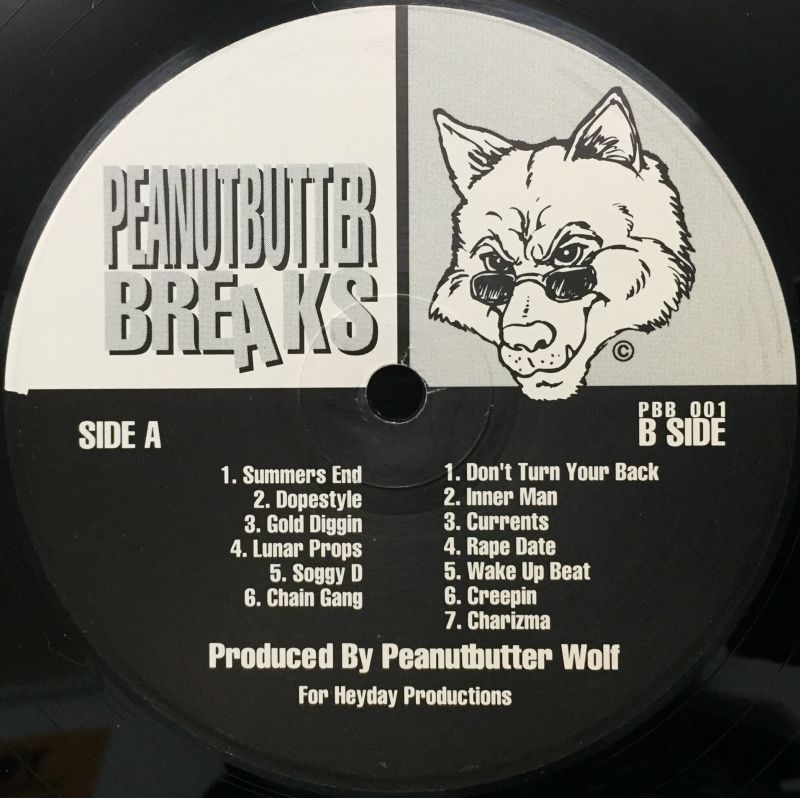 PEANUTBUTTER
BREAKS
©
SIDE A
PBB 001
B SIDE
1. Summers End
2. Dopestyle
3. Gold Diggin
4. Lunar Props
5. Soggy D
6. Chain Gang
1. Don't Turn Your Back
2. Inner Man
3. Currents
4. Rape Date
5. Wake Up Beat
6. Creepin
7. Charizma
Produced By Peanutbutter Wolf
For Heyday Productions